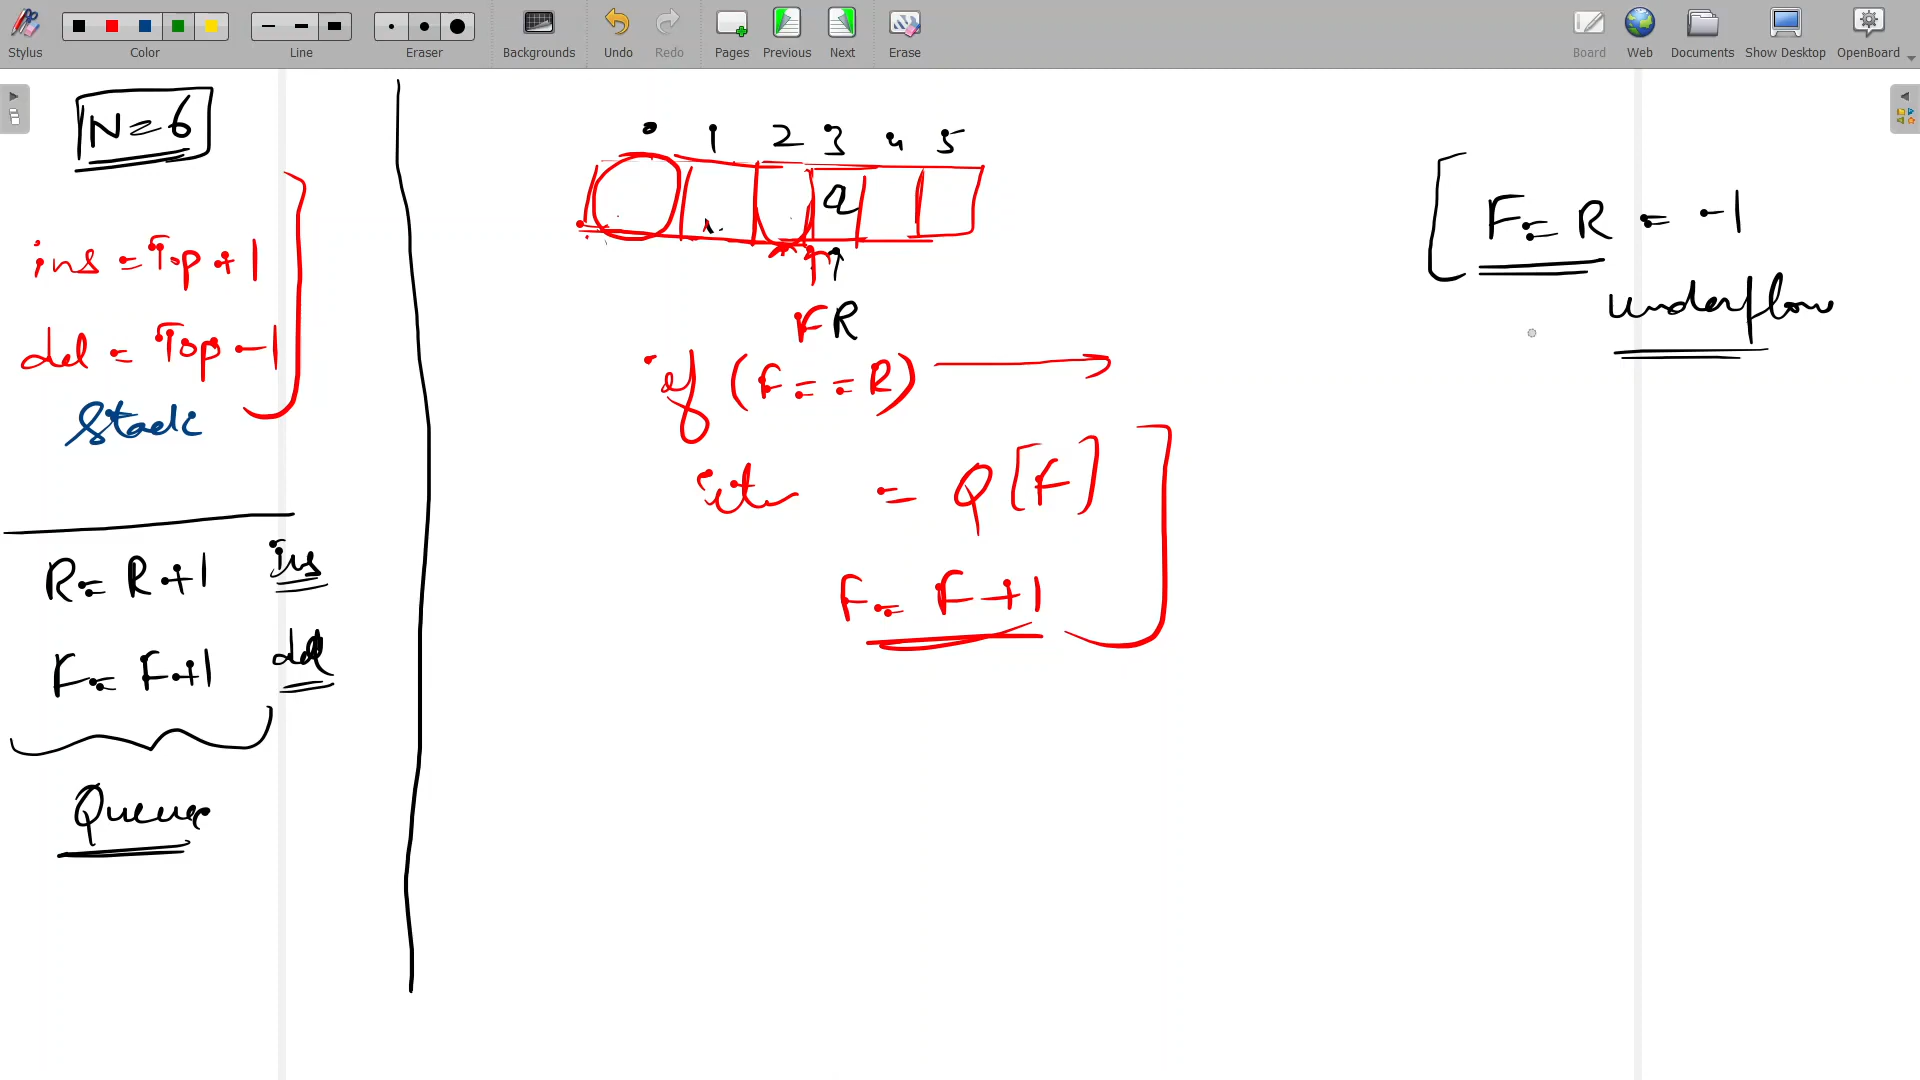 Stylus Color Line Eraser Backgrounds Undo Redo Pages Previous Next Erase Board Web Documents Show Desktop OpenBoard
N = 6
ins = Top + 1
del = Top - 1
Stack
R = R + 1 ins
F = F + 1 del
Queue
0 1 2 3 4 5
a
F R
if (F == R)
= Q[F]
F = F + 1
F = R = -1
underflow